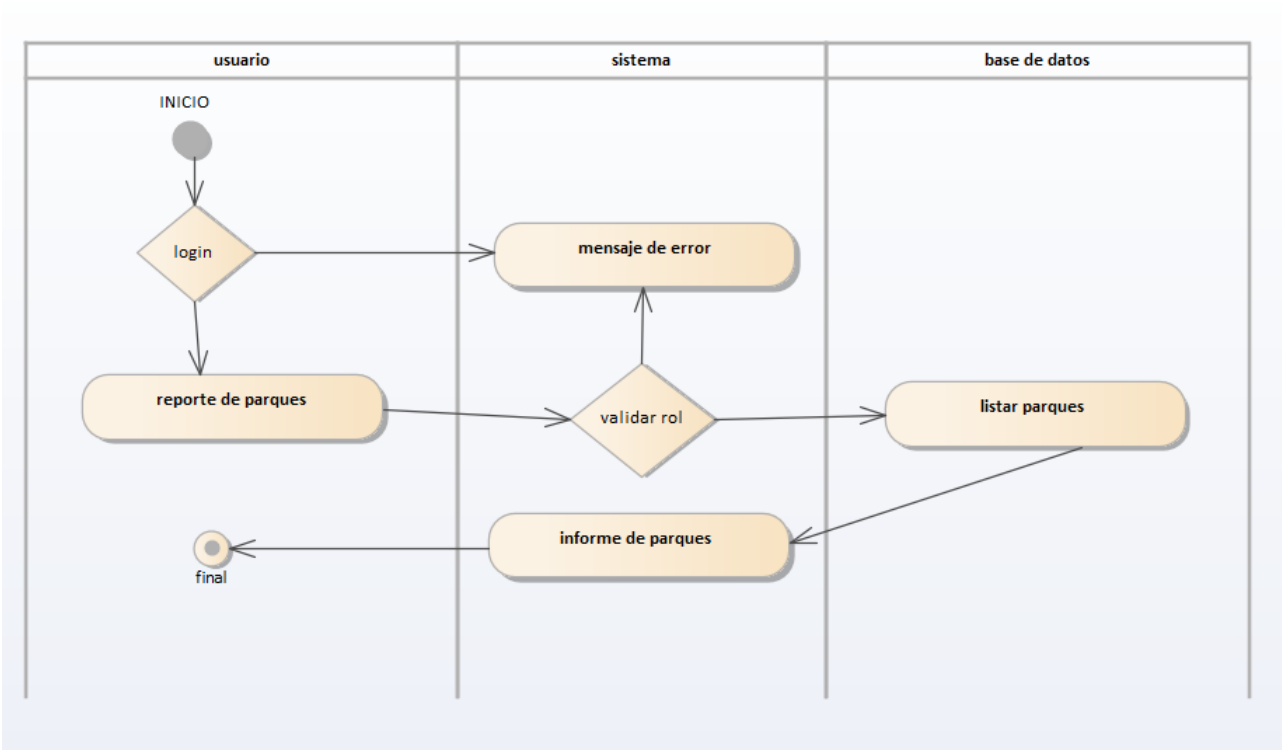 usuario
sistema
base de datos
INICIO
login
mensaje de error
reporte de parques
validar rol
listar parques
informe de parques
final